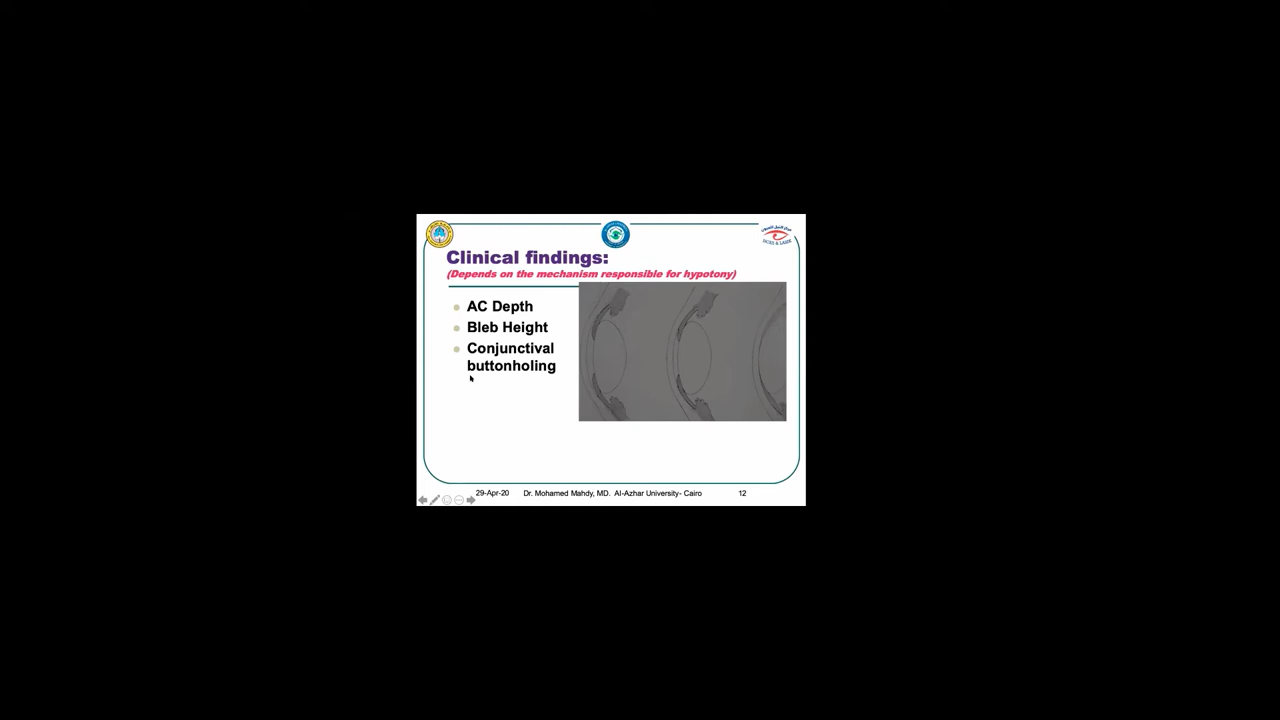 Clinical findings:
(Depends on the mechanism responsible for hypotony)
AC Depth
Bleb Height
Conjunctival
buttonholing
29-Apr-20 Dr. Mohamed Mahdy, MD. Al-Azhar University- Cairo 12